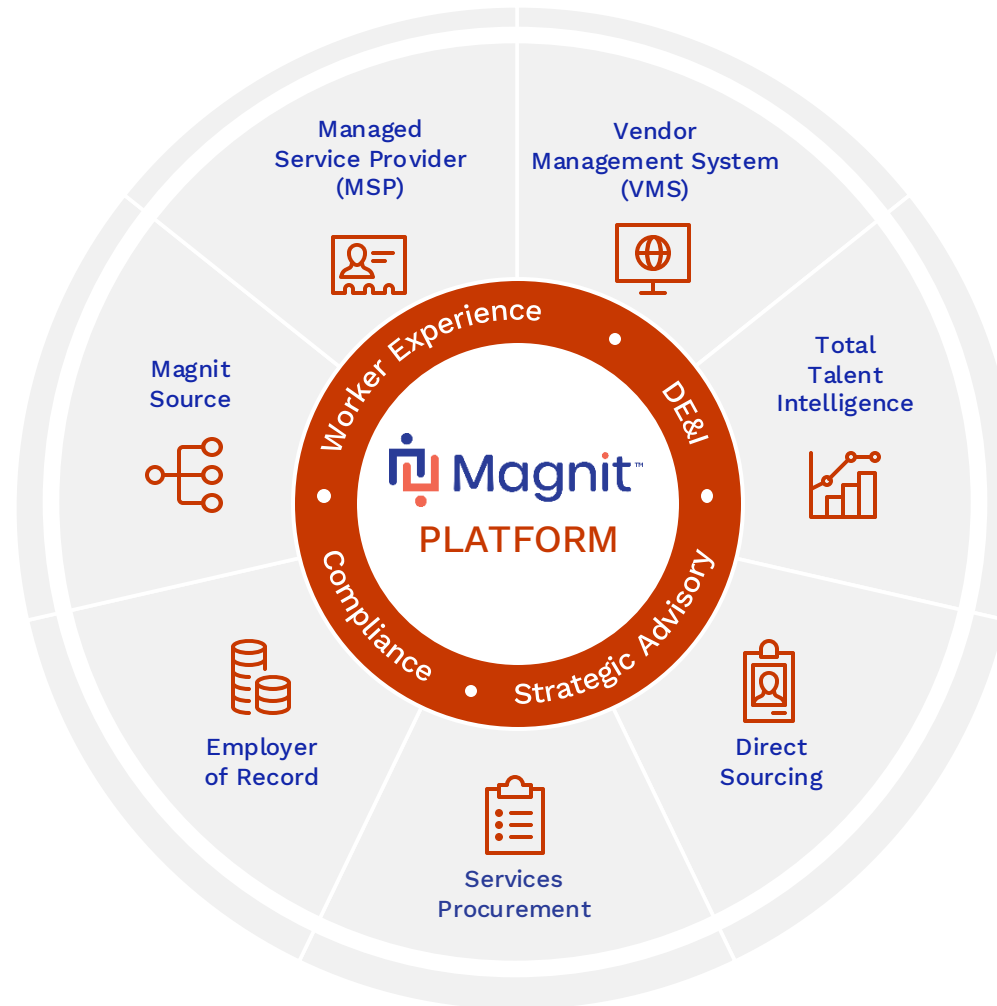 Managed
Service Provider
(MSP)
Vendor
Management System
(VMS)
Total
Talent
Intelligence
Magnit
Source
Worker Experience
DE&I
Magnit™
PLATFORM
Compliance
Strategic Advisory
Employer
of Record
Direct
Sourcing
Services
Procurement